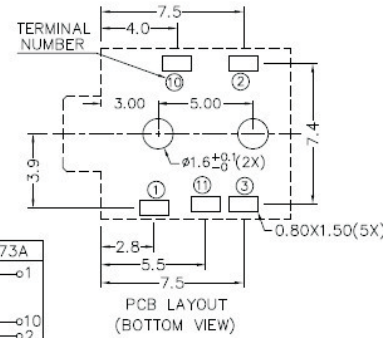 7.5
4.0
TERMINAL
NUMBER
10
2
3.00
5.00
7.4
3.9
ø1.6 +0.1 -0 (2X)
1
11
3
0.80X1.50(5X)
2.8
5.5
7.5
73A
1
10
2
PCB LAYOUT
(BOTTOM VIEW)